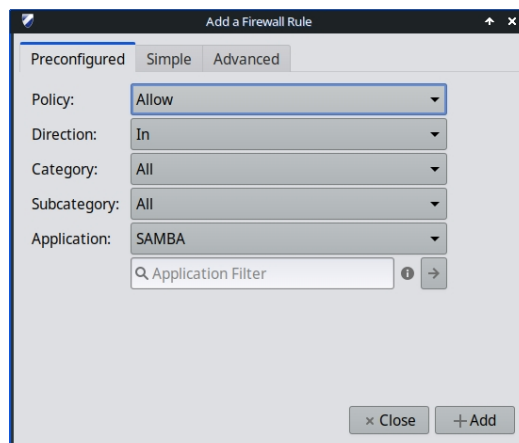 Add a Firewall Rule
Preconfigured Simple Advanced
Policy: Allow
Direction: In
Category: All
Subcategory: All
Application: SAMBA
Application Filter
Close Add